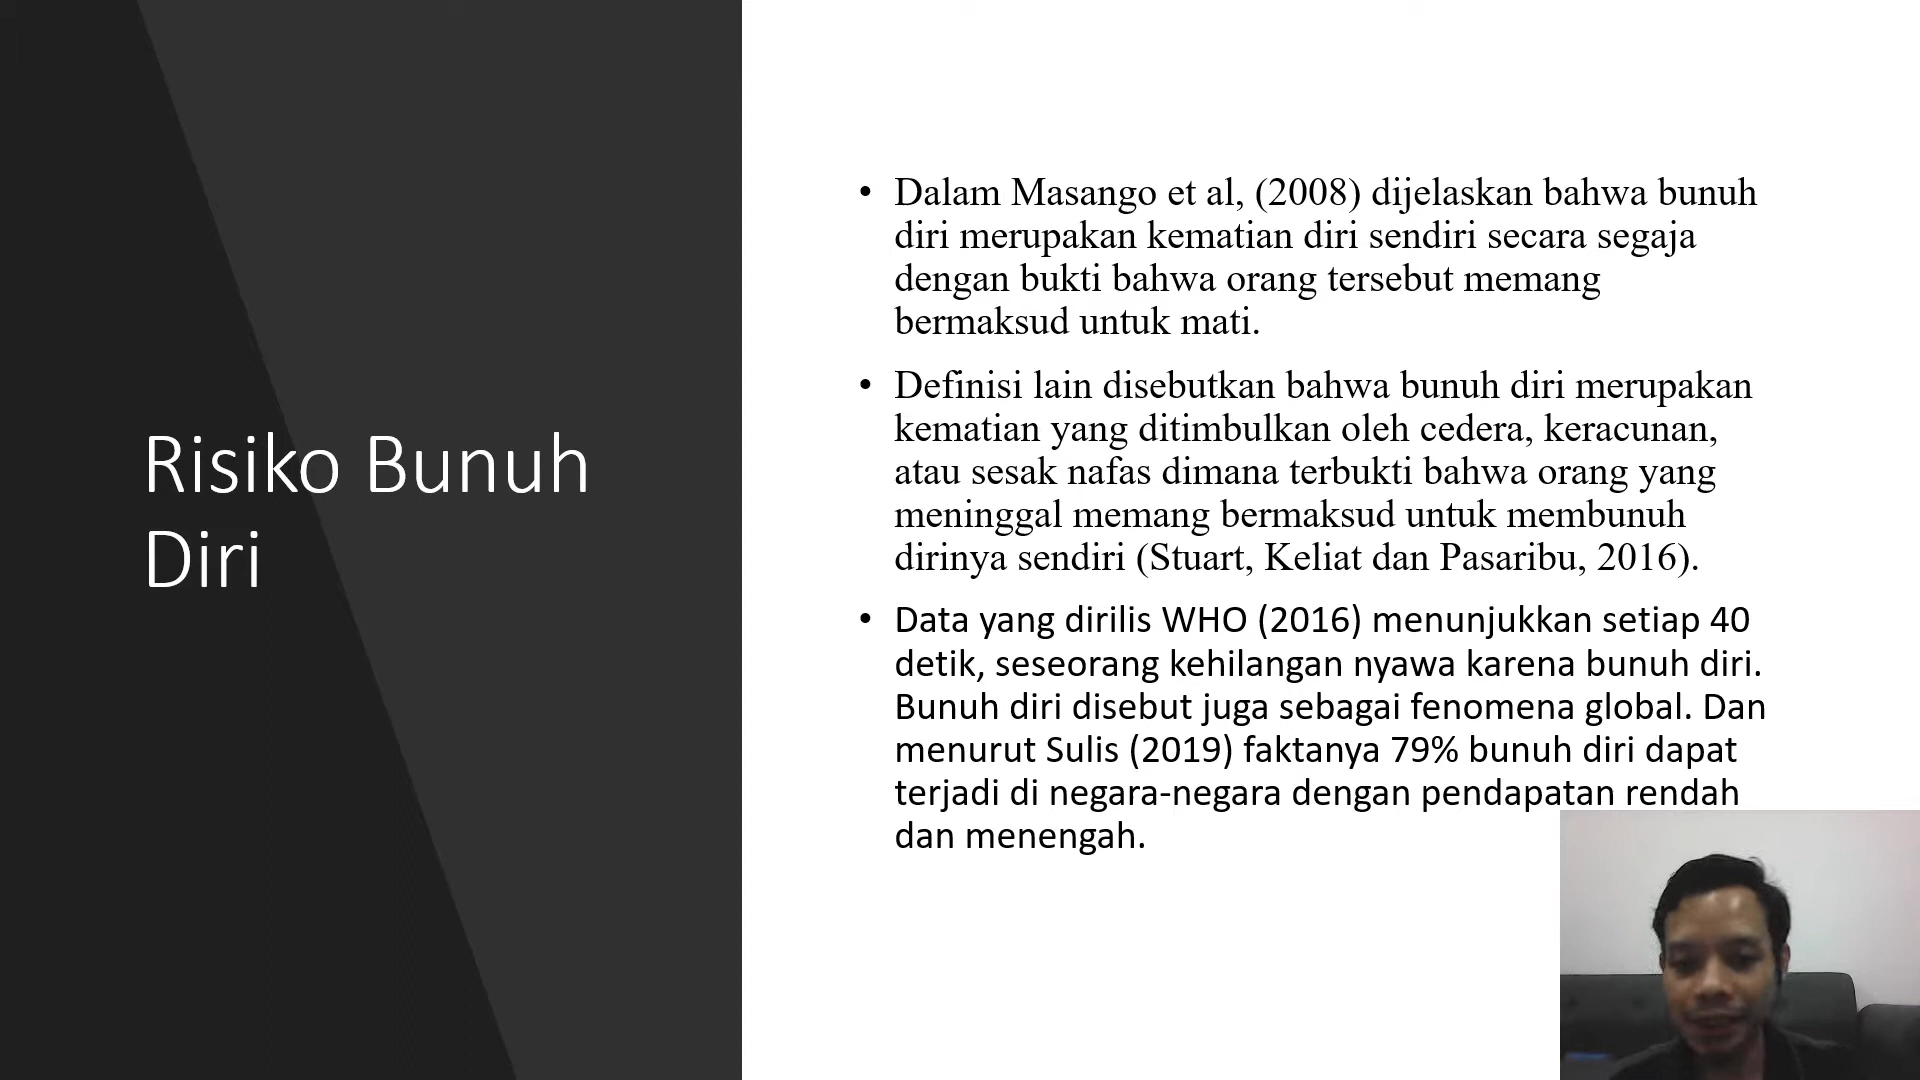 Risiko Bunuh
Diri
• Dalam Masango et al, (2008) dijelaskan bahwa bunuh
diri merupakan kematian diri sendiri secara segaja
dengan bukti bahwa orang tersebut memang
bermaksud untuk mati.
• Definisi lain disebutkan bahwa bunuh diri merupakan
kematian yang ditimbulkan oleh cedera, keracunan,
atau sesak nafas dimana terbukti bahwa orang yang
meninggal memang bermaksud untuk membunuh
dirinya sendiri (Stuart, Keliat dan Pasaribu, 2016).
• Data yang dirilis WHO (2016) menunjukkan setiap 40
detik, seseorang kehilangan nyawa karena bunuh diri.
Bunuh diri disebut juga sebagai fenomena global. Dan
menurut Sulis (2019) faktanya 79% bunuh diri dapat
terjadi di negara-negara dengan pendapatan rendah
dan menengah.